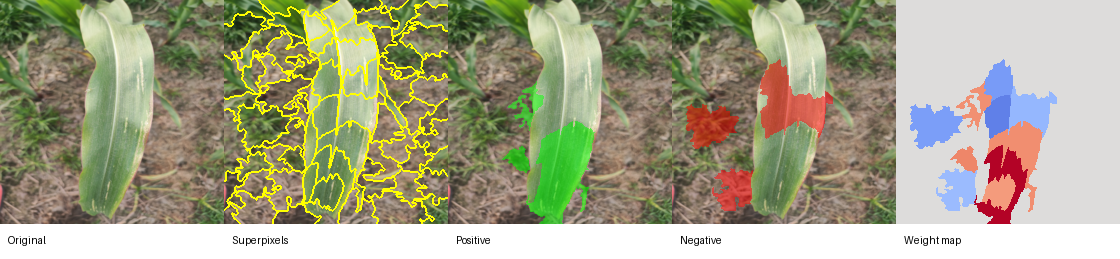 Original
Superpixels
Positive
Negative
Weight map